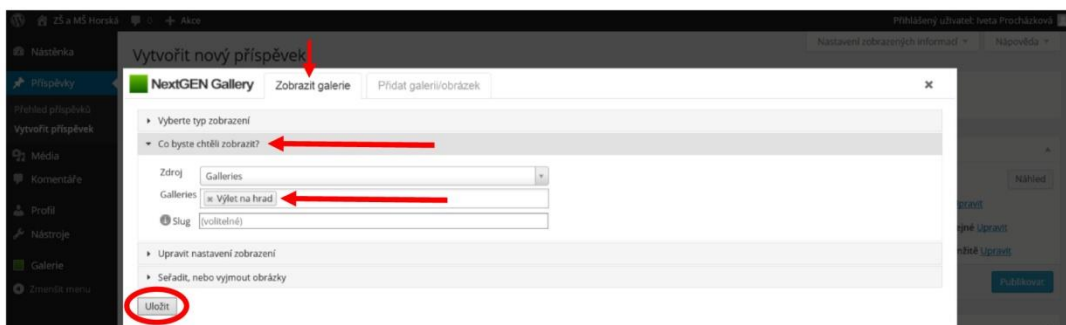 ZŠ a MŠ Horská 0 + Akce Přihlášený uživatel: Iveta Procházková
Nástěnka
Příspěvky
Přehled příspěvků
Vytvořit příspěvek
Média
Komentáře
Profil
Nástroje
Galerie
Zmenšit menu
Vytvořit nový příspěvek
Nastavení zobrazených informací Nápověda
NextGEN Gallery Zobrazit galerie Přidat galerii/obrázek ×
Vyberte typ zobrazení
Co byste chtěli zobrazit?
Zdroj Galleries
Galleries × Výlet na hrad
Slug (volitelné)
Upravit nastavení zobrazení
Seřadit, nebo vyjmout obrázky
Uložit
Náhled
Upravit
Upravit
Upravit
Publikovat